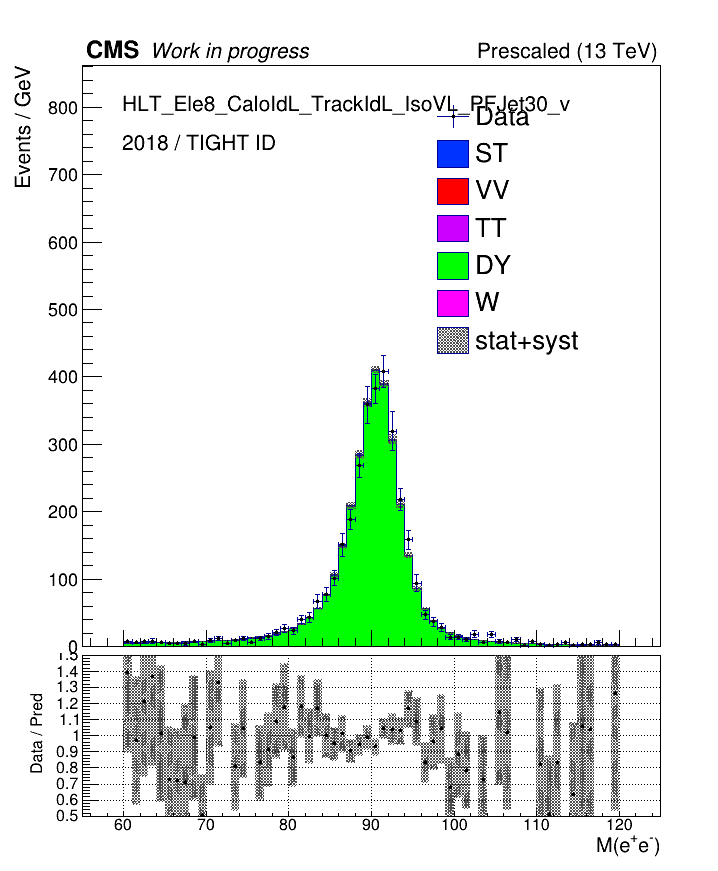 CMS Work in progress Prescaled (13 TeV)
Events / GeV
HLT_Ele8_CaloIdL_TrackIdL_IsoVL_PFJet30_v
2018 / TIGHT ID
Data
ST
VV
TT
DY
W
stat+syst
800
700
600
500
400
300
200
100
0
Data / Pred
1.5
1.4
1.3
1.2
1.1
1
0.9
0.8
0.7
0.6
0.5
60 70 80 90 100 110 120
M(e⁺e⁻)